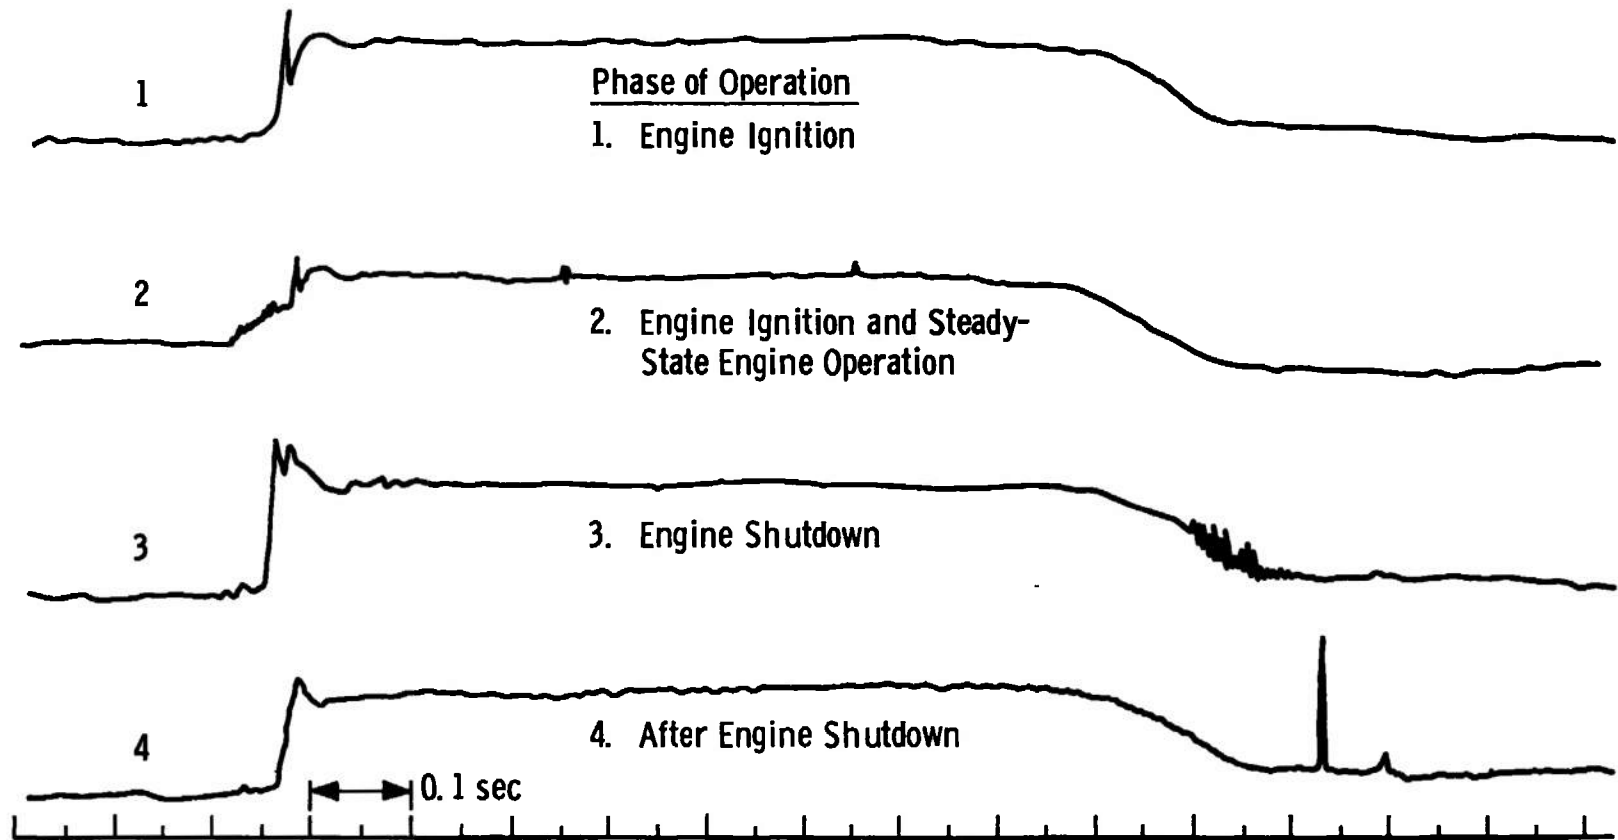 1
Phase of Operation
1. Engine Ignition
2
2. Engine Ignition and Steady-
State Engine Operation
3
3. Engine Shutdown
4
4. After Engine Shutdown
0.1 sec